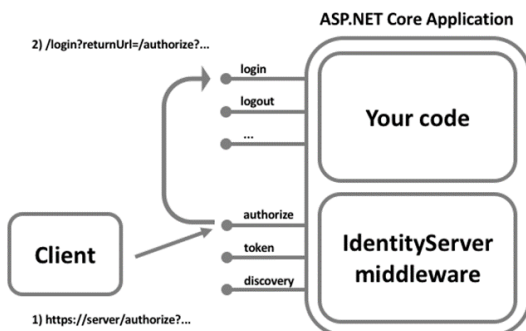 ASP.NET Core Application
2) /login?returnUrl=/authorize?...
login
logout
...
Your code
authorize
token
discovery
IdentityServer
middleware
Client
1) https://server/authorize?...